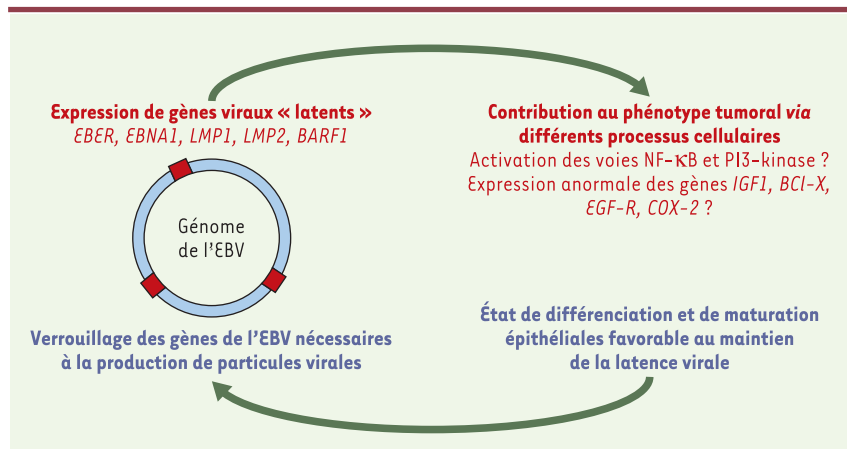 Expression de gènes viraux « latents »
EBER, EBNA1, LMP1, LMP2, BARF1
Génome
de l'EBV
Verrouillage des gènes de l'EBV nécessaires
à la production de particules virales
Contribution au phénotype tumoral via
différents processus cellulaires
Activation des voies NF-κB et PI3-kinase ?
Expression anormale des gènes IGF1, BCl-X,
EGF-R, COX-2 ?
État de différenciation et de maturation
épithéliales favorable au maintien
de la latence virale